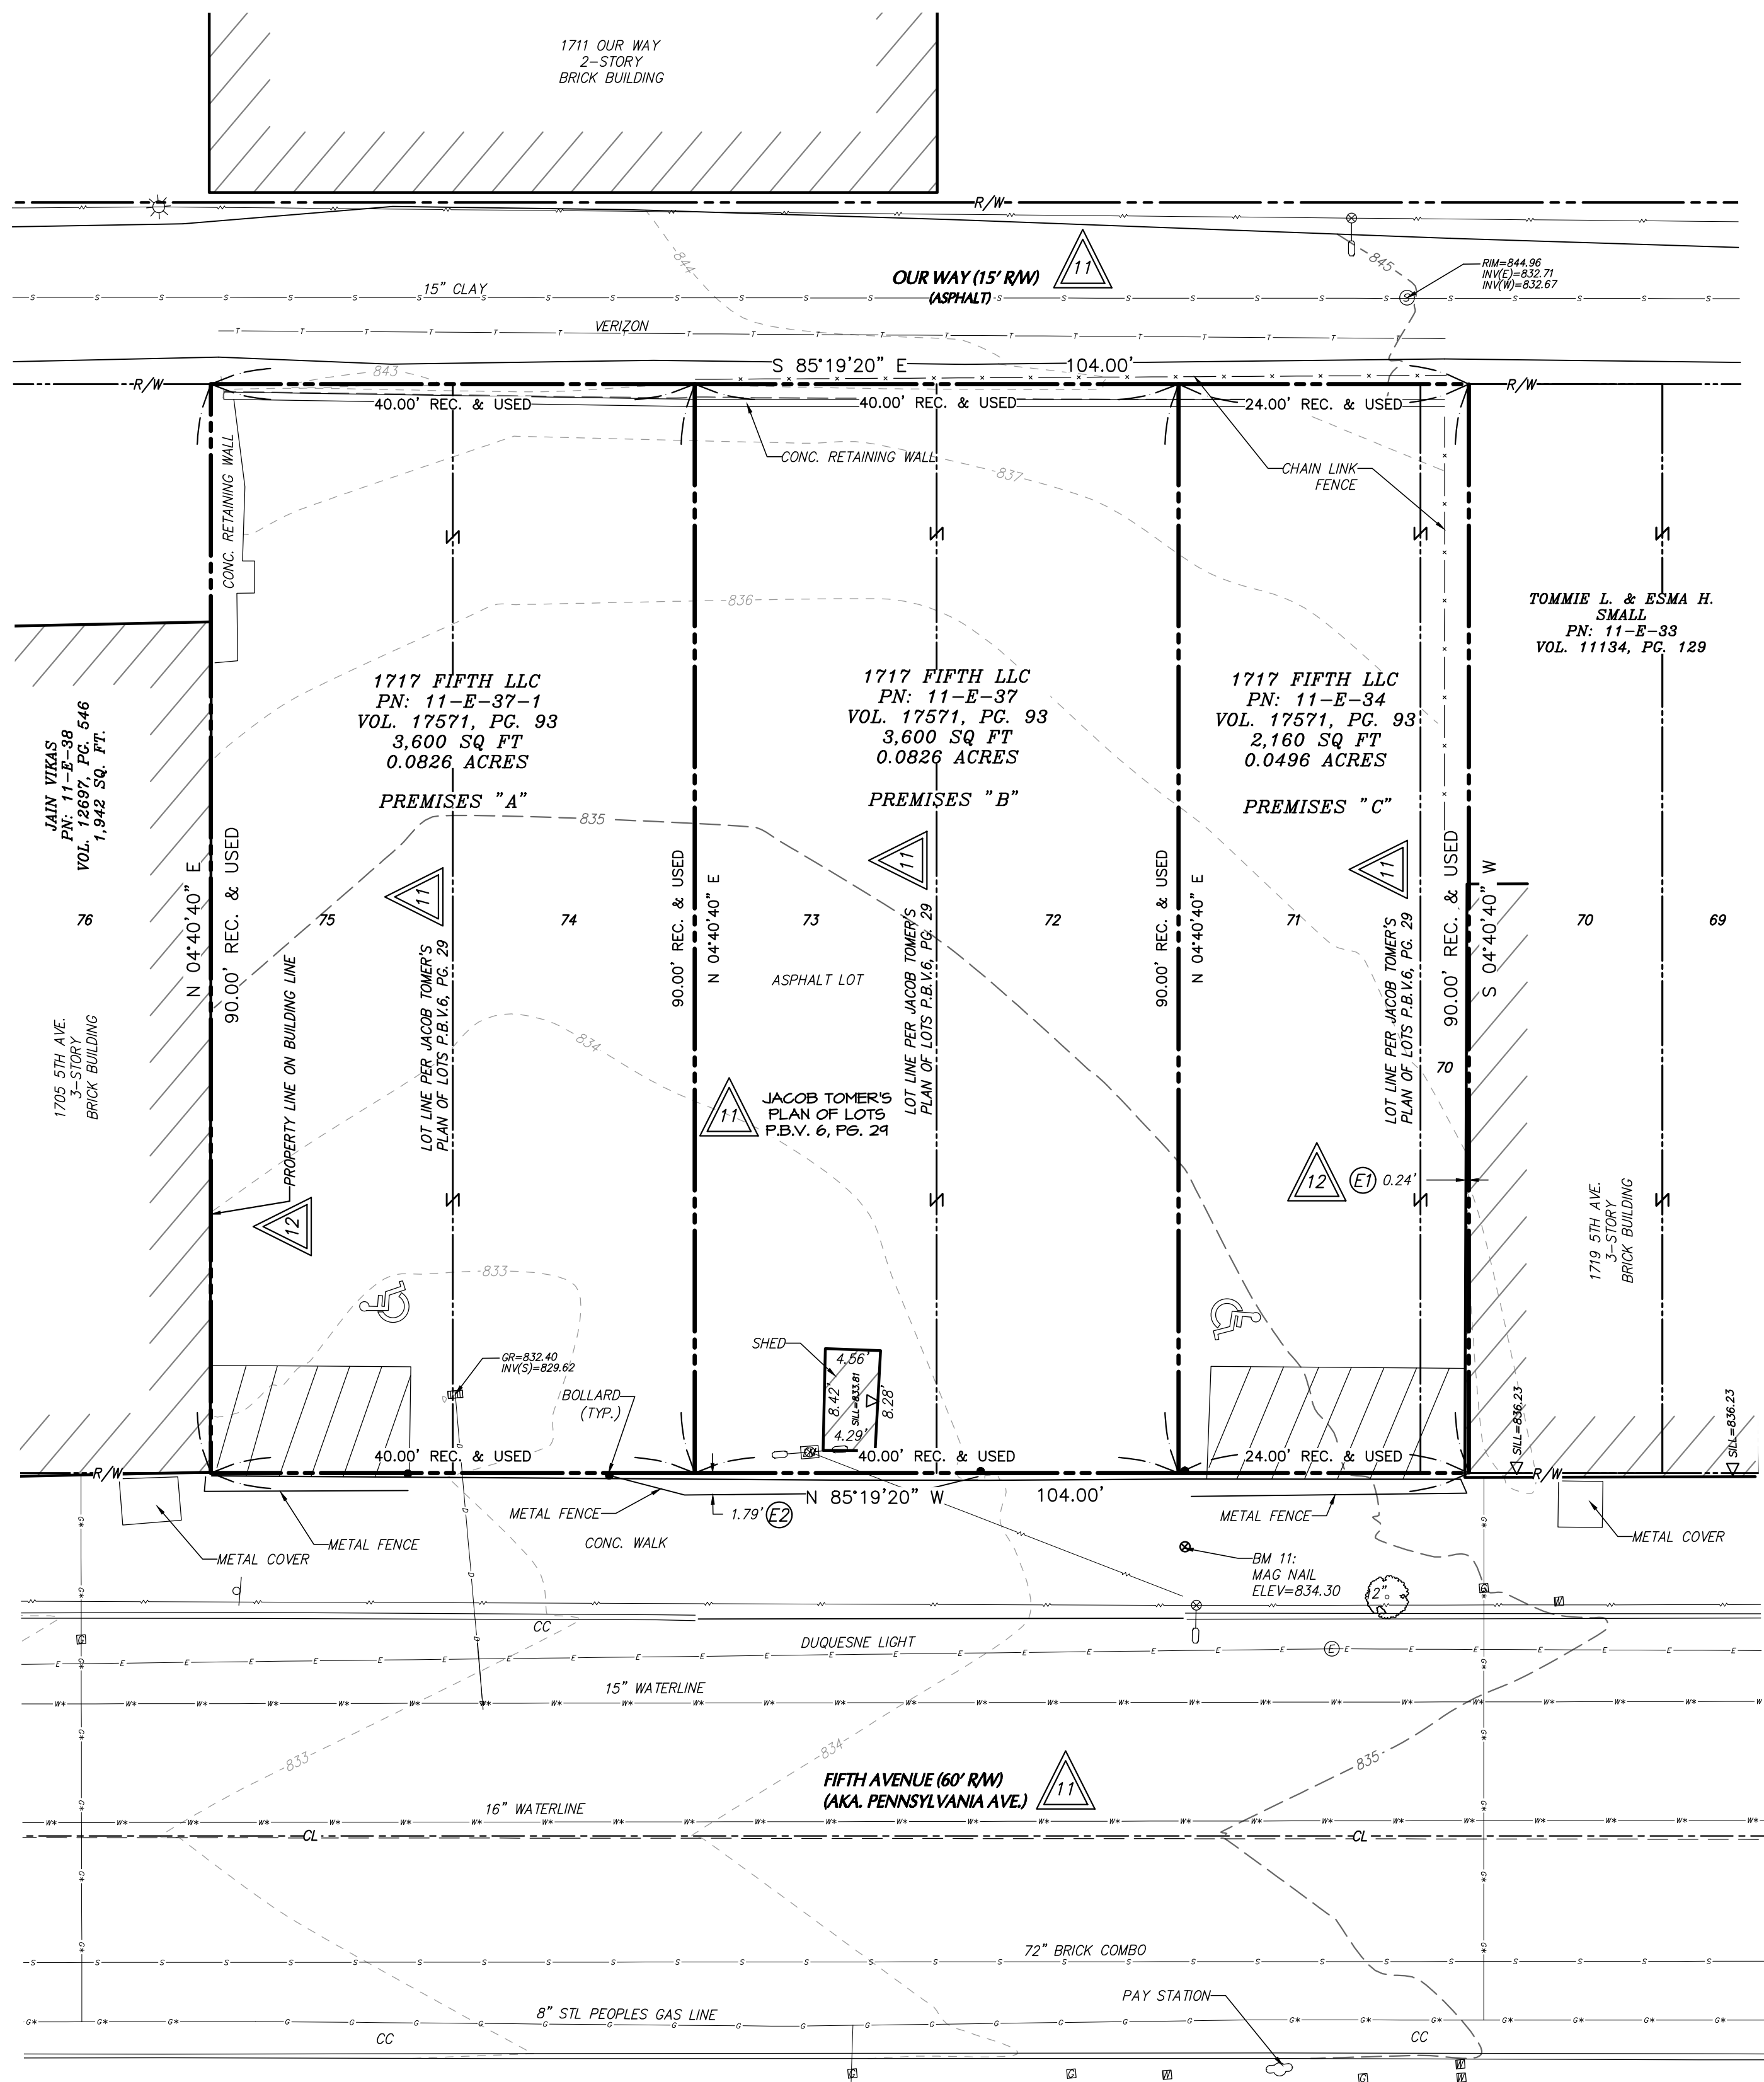 1711 OUR WAY
2-STORY
BRICK BUILDING
R/W
844
OUR WAY (15' R/W)
(ASPHALT)
11
845
RIM=844.96
INV(E)=832.71
INV(W)=832.67
15" CLAY
VERIZON
S 85°19'20" E 104.00'
R/W
843
R/W
40.00' REC. & USED
40.00' REC. & USED
24.00' REC. & USED
CONC. RETAINING WALL
CONC. RETAINING WALL
837
CHAIN LINK
FENCE
836
TOMMIE L. & ESMA H.
SMALL
PN: 11-E-33
VOL. 11134, PG. 129
1717 FIFTH LLC
PN: 11-E-37-1
VOL. 17571, PG. 93
3,600 SQ FT
0.0826 ACRES
PREMISES "A"
1717 FIFTH LLC
PN: 11-E-37
VOL. 17571, PG. 93
3,600 SQ FT
0.0826 ACRES
PREMISES "B"
1717 FIFTH LLC
PN: 11-E-34
VOL. 17571, PG. 93
2,160 SQ FT
0.0496 ACRES
PREMISES "C"
JAIN VIKAS
PN: 11-E-38
VOL. 12697, PG. 546
1,942 SQ. FT.
835
N 04°40'40" E
90.00' REC. & USED
90.00' REC. & USED
N 04°40'40" E
90.00' REC. & USED
N 04°40'40" E
90.00' REC. & USED
S 04°40'40" W
11
11
11
76
75
74
73
72
71
70
69
LOT LINE PER JACOB TOMER'S
PLAN OF LOTS P.B.V.6, PG. 29
LOT LINE PER JACOB TOMER'S
PLAN OF LOTS P.B.V.6, PG. 29
LOT LINE PER JACOB TOMER'S
PLAN OF LOTS P.B.V.6, PG. 29
PROPERTY LINE ON BUILDING LINE
ASPHALT LOT
1705 5TH AVE.
3-STORY
BRICK BUILDING
834
70
11
JACOB TOMER'S
PLAN OF LOTS
P.B.V. 6, PG. 29
12
12
E1 0.24'
1719 5TH AVE.
3-STORY
BRICK BUILDING
833
SHED
4.56'
8.42'
SILL=833.81
8.28'
4.29'
GR=832.40
INV(S)=829.62
BOLLARD
(TYP.)
SILL=836.23
SILL=836.23
R/W
40.00' REC. & USED
40.00' REC. & USED
24.00' REC. & USED
R/W
N 85°19'20" W 104.00'
METAL FENCE
1.79' E2
METAL FENCE
METAL FENCE
CONC. WALK
METAL COVER
METAL COVER
BM 11:
MAG NAIL
ELEV=834.30
12"
CC
DUQUESNE LIGHT
15" WATERLINE
833
834
835
FIFTH AVENUE (60' R/W)
(AKA. PENNSYLVANIA AVE.)
11
16" WATERLINE
CL
CL
72" BRICK COMBO
PAY STATION
8" STL PEOPLES GAS LINE
CC
CC